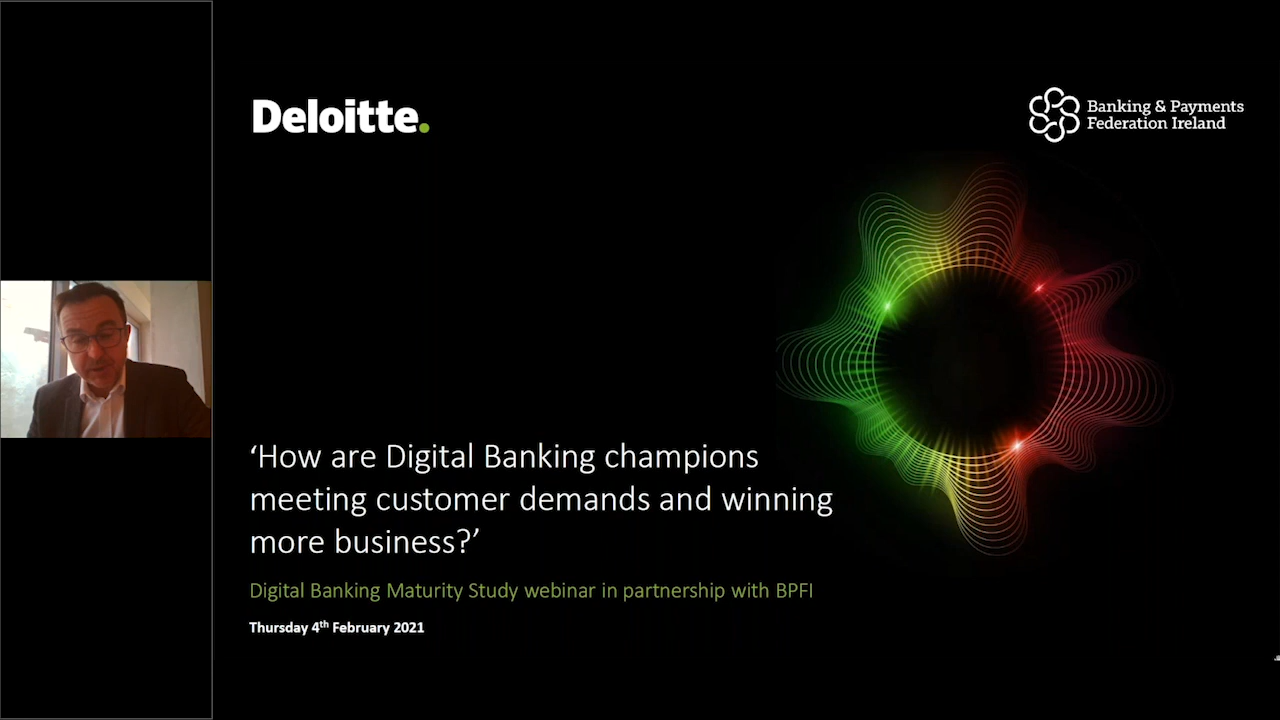 Deloitte.
Banking & Payments
Federation Ireland
‘How are Digital Banking champions
meeting customer demands and winning
more business?’
Digital Banking Maturity Study webinar in partnership with BPFI
Thursday 4th February 2021